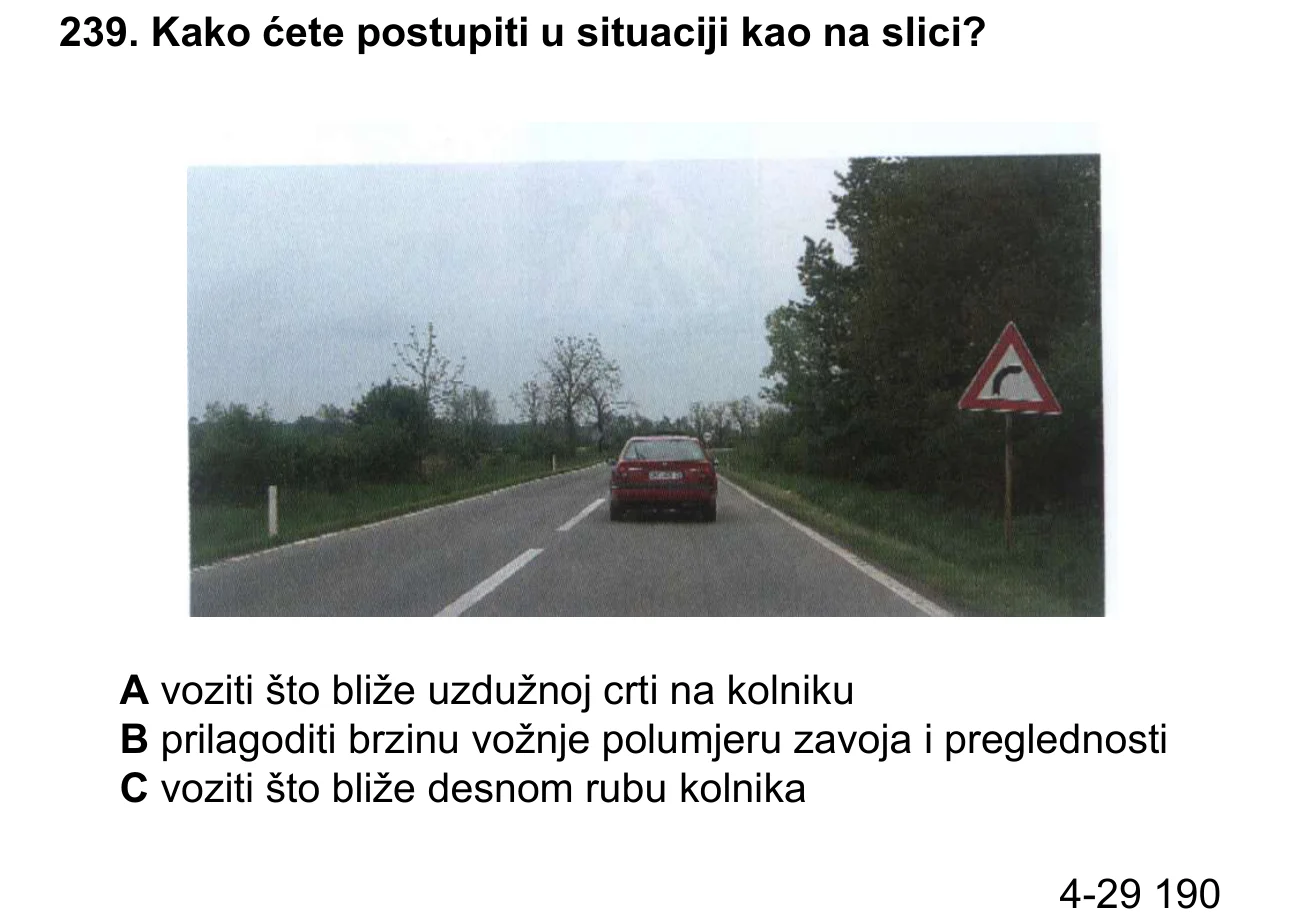 239. Kako ćete postupiti u situaciji kao na slici?
A voziti što bliže uzdužnoj crti na kolniku
B prilagoditi brzinu vožnje polumjeru zavoja i preglednosti
C voziti što bliže desnom rubu kolnika
4-29 190